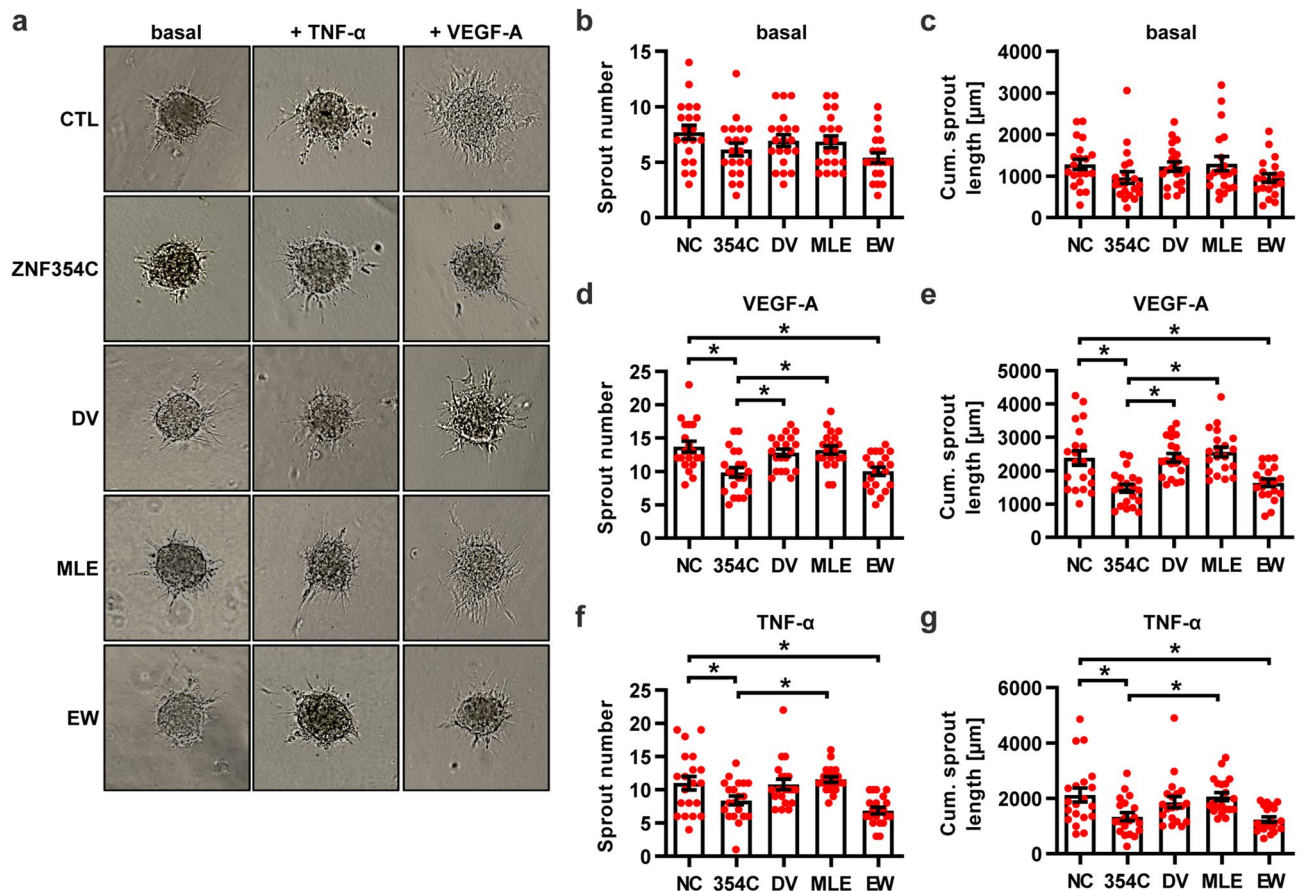 a
basal + TNF-α + VEGF-A
CTL
ZNF354C
DV
MLE
EW
b
basal
Sprout number
15
10
5
0
NC 354C DV MLE EW
c
basal
Cum. sprout
length [µm]
4000
3000
2000
1000
0
NC 354C DV MLE EW
d
VEGF-A
*
*
*
*
Sprout number
25
20
15
10
5
0
NC 354C DV MLE EW
e
VEGF-A
*
*
*
*
Cum. sprout
length [µm]
5000
4000
3000
2000
1000
0
NC 354C DV MLE EW
f
TNF-α
*
*
*
Sprout number
25
20
15
10
5
0
NC 354C DV MLE EW
g
TNF-α
*
*
*
Cum. sprout
length [µm]
6000
4000
2000
0
NC 354C DV MLE EW